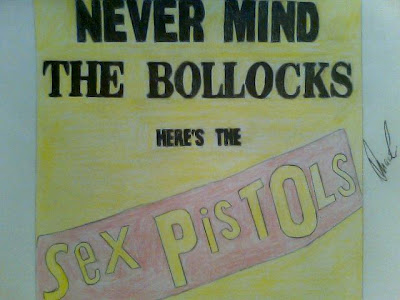 NEVER MIND
THE BOLLOCKS
HERE'S THE
Sex PiSTOLS